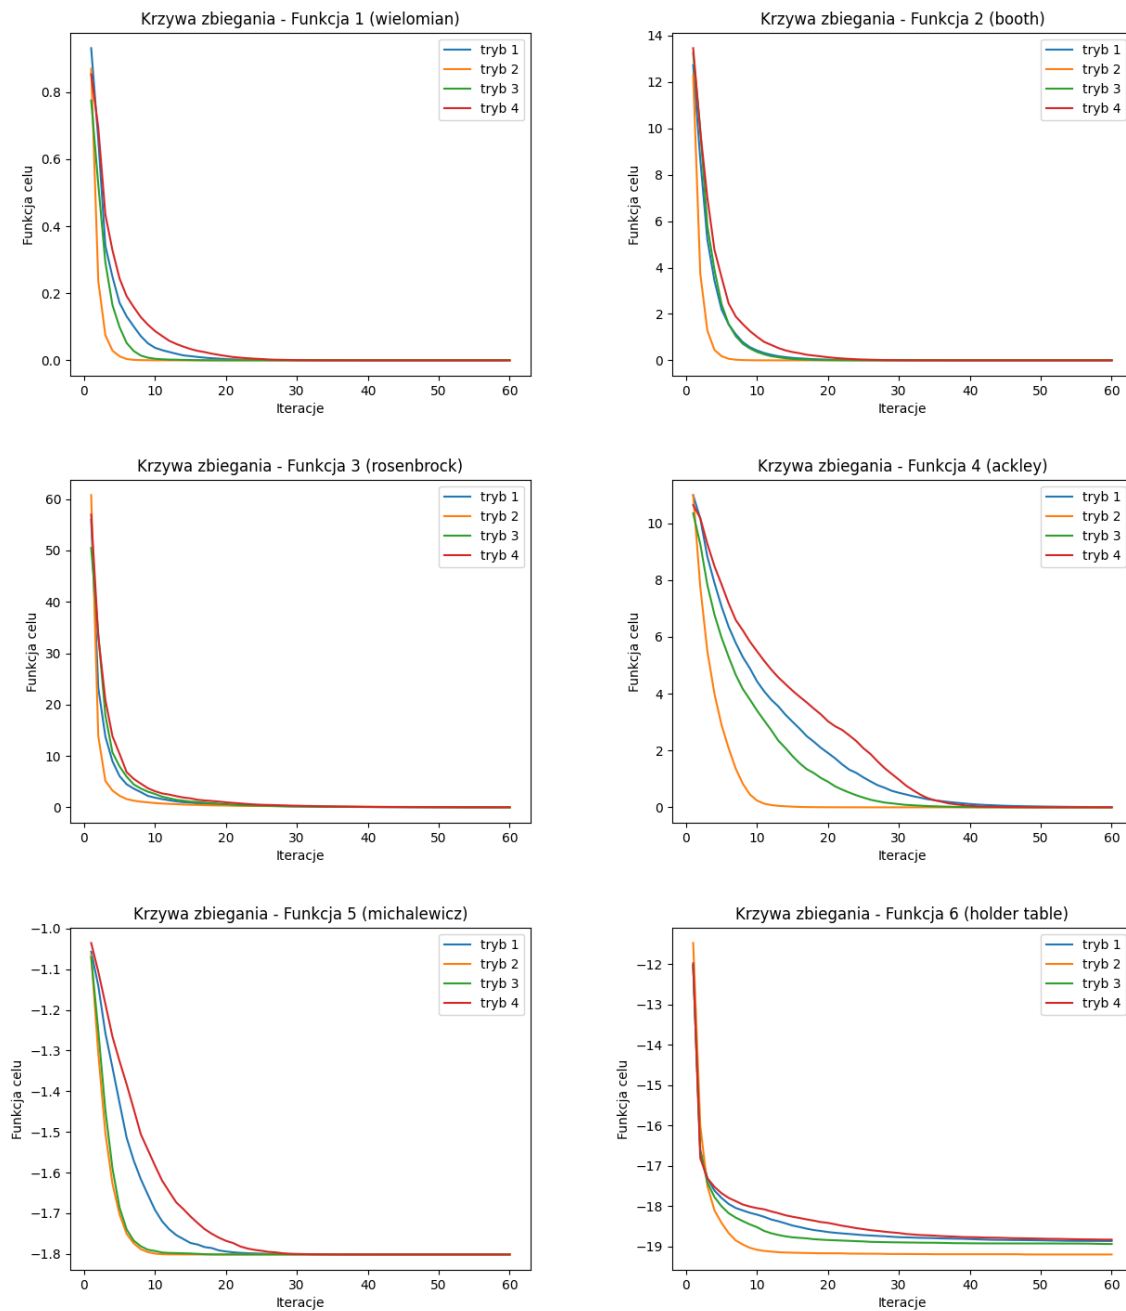 Krzywa zbiegania - Funkcja 1 (wielomian)
tryb 1
tryb 2
tryb 3
tryb 4
0.8
0.6
0.4
0.2
0.0
Funkcja celu
0 10 20 30 40 50 60
Iteracje
Krzywa zbiegania - Funkcja 2 (booth)
tryb 1
tryb 2
tryb 3
tryb 4
14
12
10
8
6
4
2
0
Funkcja celu
0 10 20 30 40 50 60
Iteracje
Krzywa zbiegania - Funkcja 3 (rosenbrock)
tryb 1
tryb 2
tryb 3
tryb 4
60
50
40
30
20
10
0
Funkcja celu
0 10 20 30 40 50 60
Iteracje
Krzywa zbiegania - Funkcja 4 (ackley)
tryb 1
tryb 2
tryb 3
tryb 4
10
8
6
4
2
0
Funkcja celu
0 10 20 30 40 50 60
Iteracje
Krzywa zbiegania - Funkcja 5 (michalewicz)
tryb 1
tryb 2
tryb 3
tryb 4
−1.0
−1.1
−1.2
−1.3
−1.4
−1.5
−1.6
−1.7
−1.8
Funkcja celu
0 10 20 30 40 50 60
Iteracje
Krzywa zbiegania - Funkcja 6 (holder table)
tryb 1
tryb 2
tryb 3
tryb 4
−12
−13
−14
−15
−16
−17
−18
−19
Funkcja celu
0 10 20 30 40 50 60
Iteracje